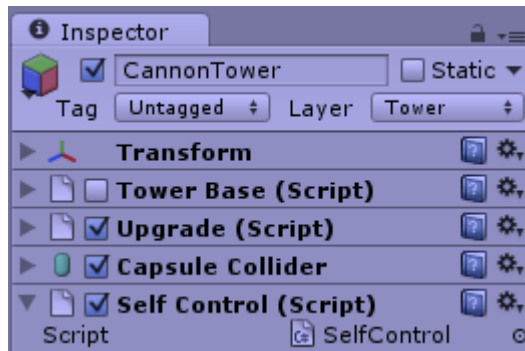 Inspector
CannonTower Static
Tag Untagged Layer Tower
Transform
Tower Base (Script)
Upgrade (Script)
Capsule Collider
Self Control (Script)
Script SelfControl